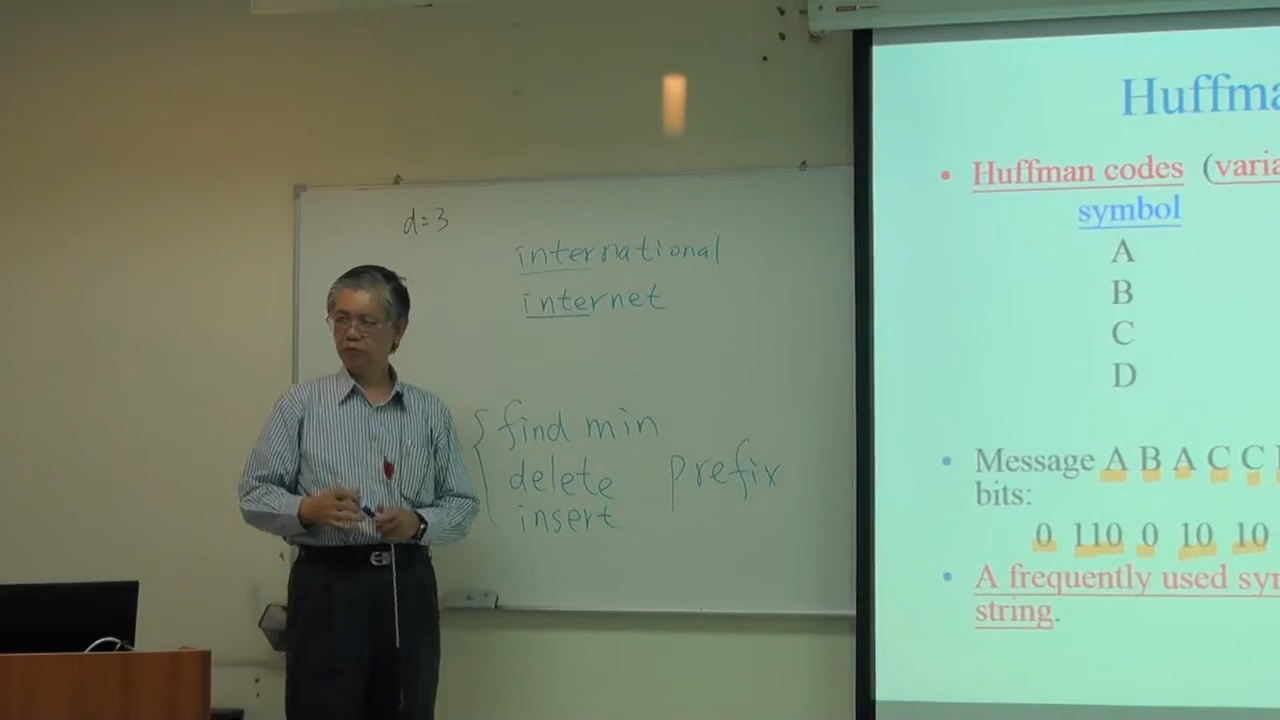 d=3
international
internet
find min
delete
insert
prefix
Huffma
• Huffman codes (varia
symbol
A
B
C
D
• Message A B A C C
bits:
0 110 0 10 10
• A frequently used sy
string.